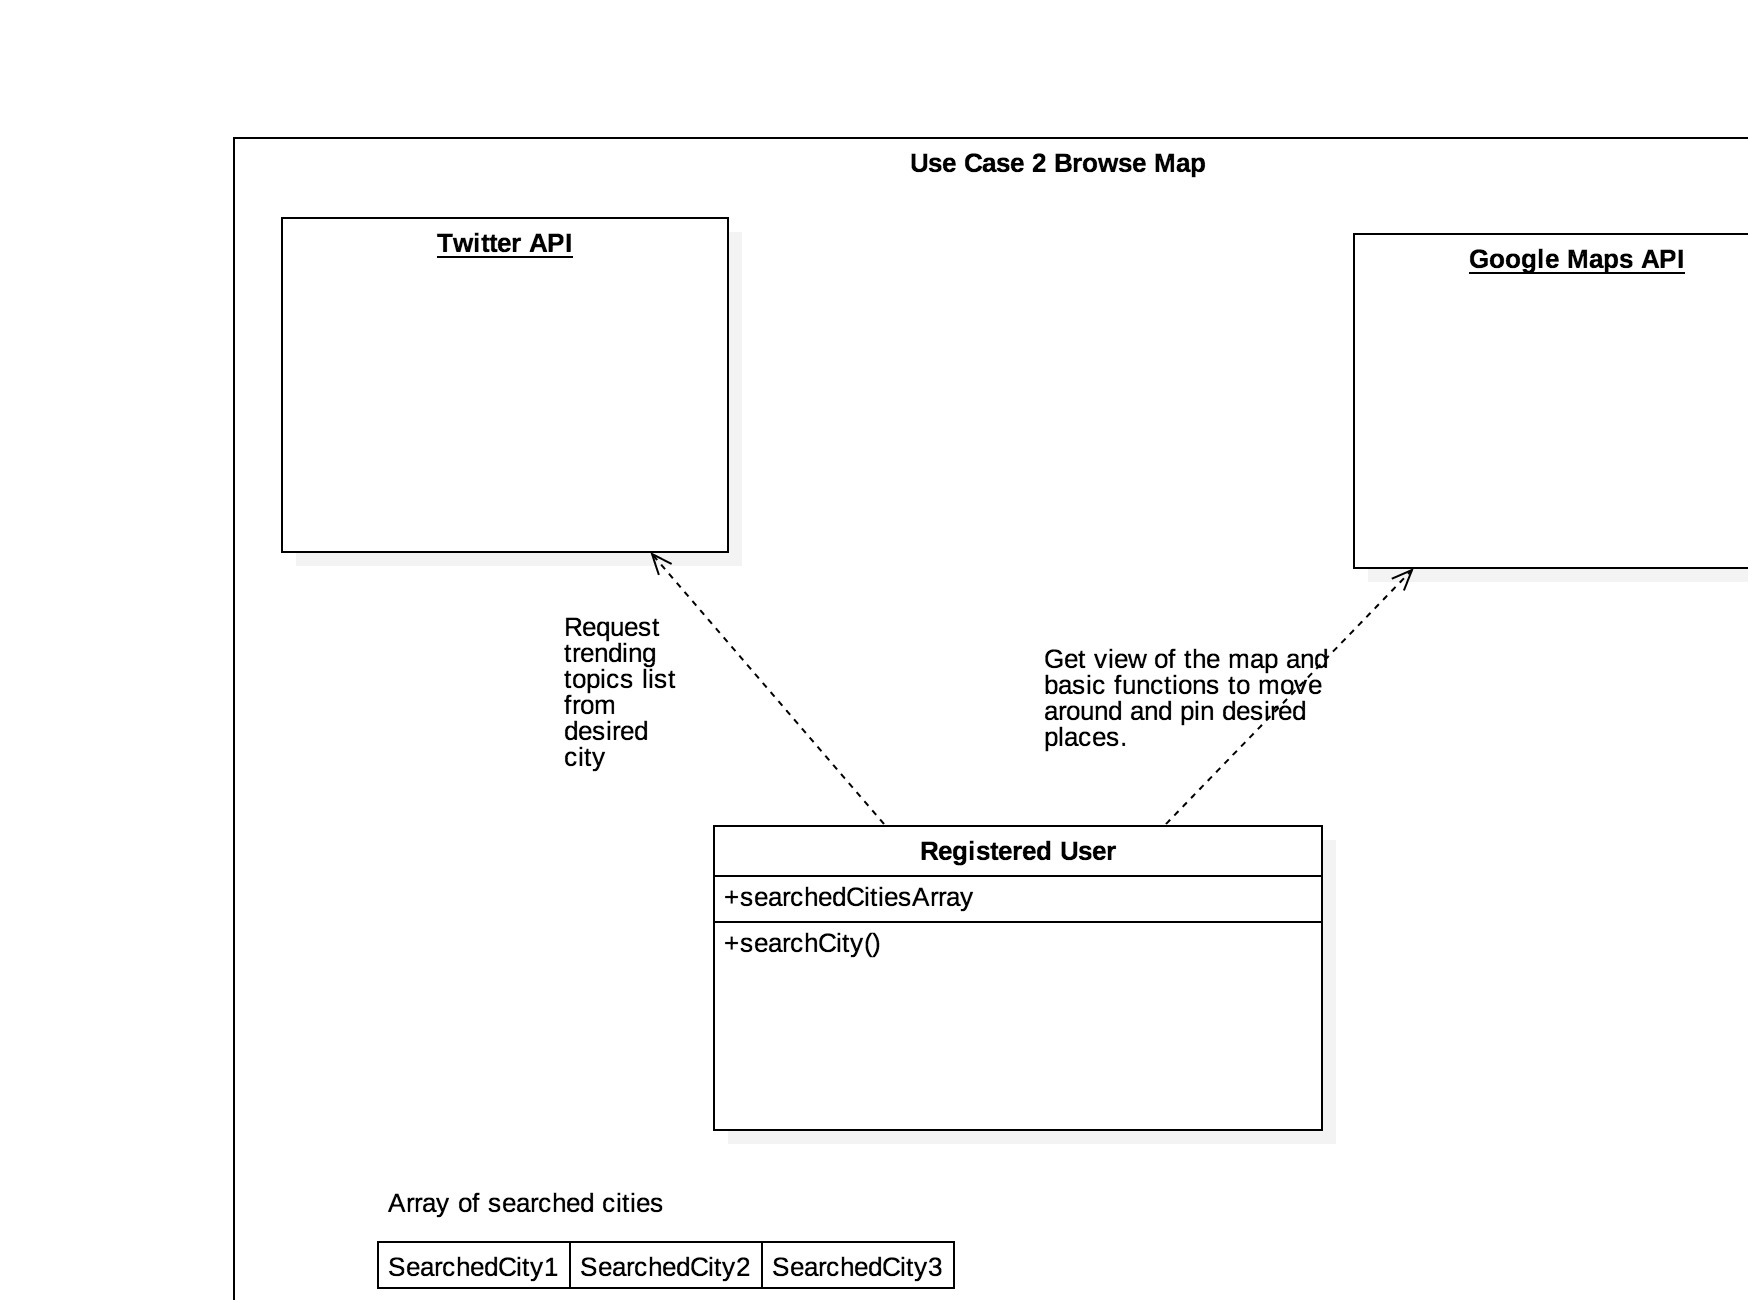 Use Case 2 Browse Map
Twitter API
Google Maps API
Request
trending
topics list
from
desired
city
Get view of the map and
basic functions to move
around and pin desired
places.
Registered User
+searchedCitiesArray
+searchCity()
Array of searched cities
SearchedCity1 SearchedCity2 SearchedCity3